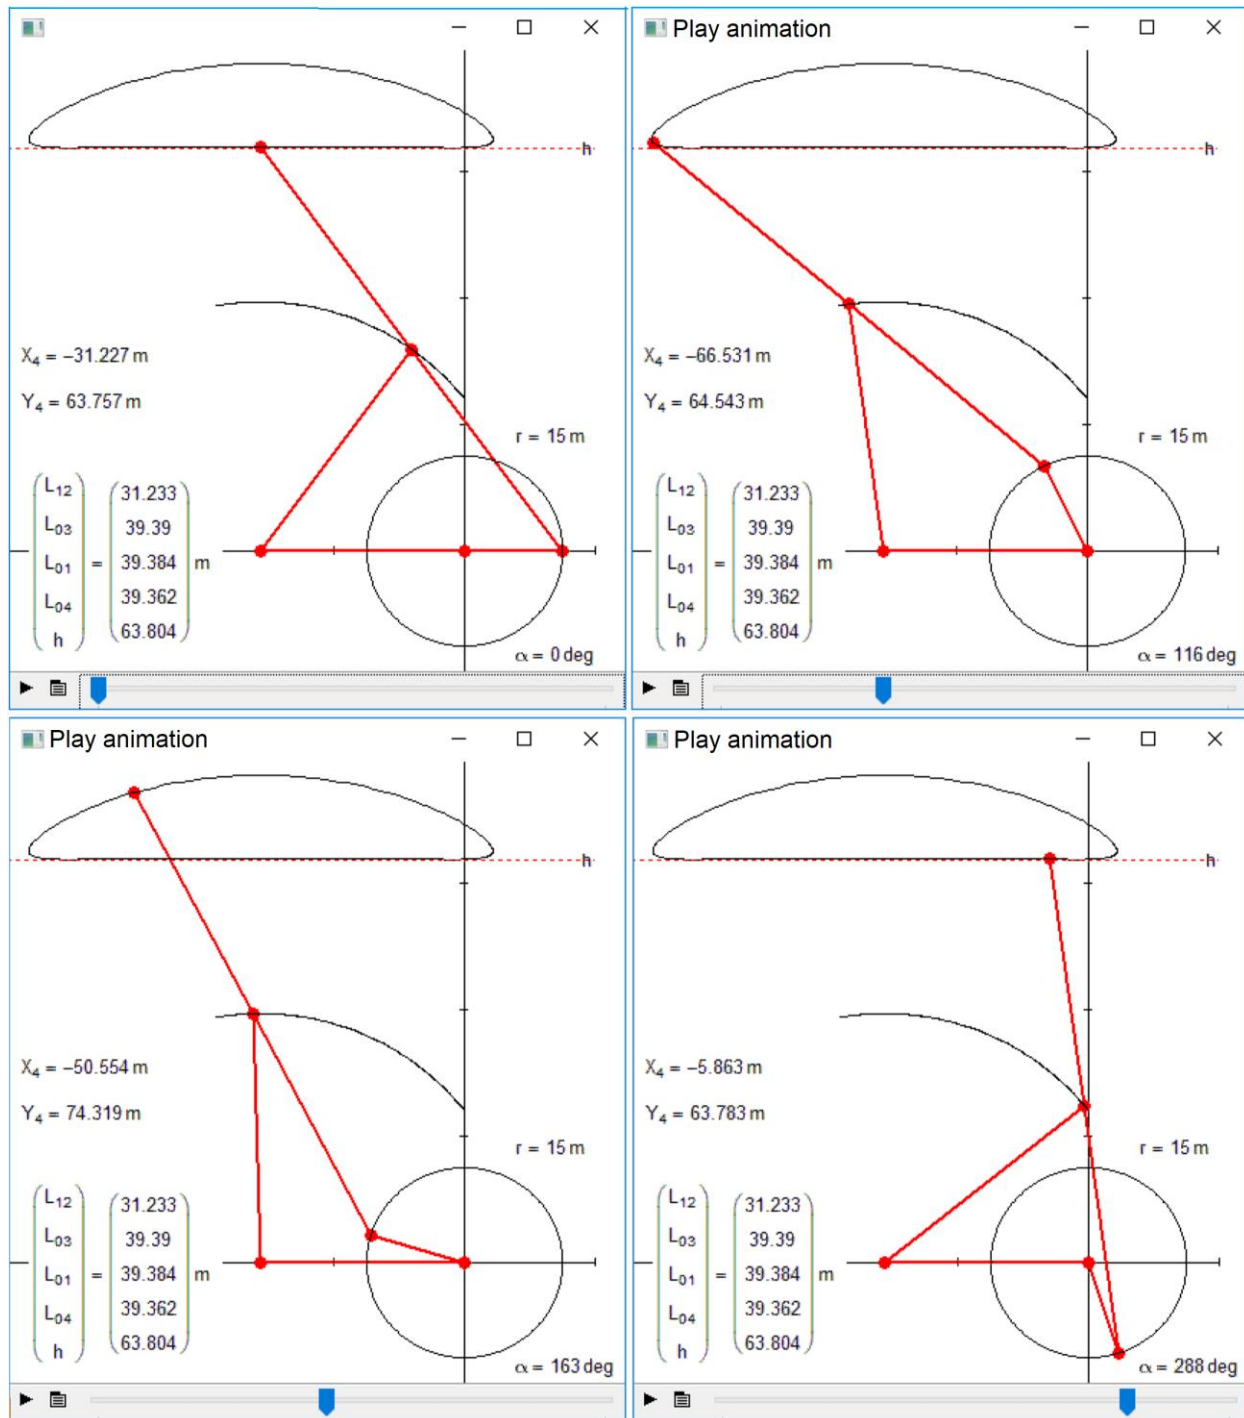 h
X₄ = −31.227 m
Y₄ = 63.757 m
r = 15 m
L₁₂ 31.233
L₀₃ 39.39
L₀₁ = 39.384 m
L₀₄ 39.362
h 63.804
α = 0 deg
Play animation
h
X₄ = −66.531 m
Y₄ = 64.543 m
r = 15 m
L₁₂ 31.233
L₀₃ 39.39
L₀₁ = 39.384 m
L₀₄ 39.362
h 63.804
α = 116 deg
Play animation
h
X₄ = −50.554 m
Y₄ = 74.319 m
r = 15 m
L₁₂ 31.233
L₀₃ 39.39
L₀₁ = 39.384 m
L₀₄ 39.362
h 63.804
α = 163 deg
Play animation
h
X₄ = −5.863 m
Y₄ = 63.783 m
r = 15 m
L₁₂ 31.233
L₀₃ 39.39
L₀₁ = 39.384 m
L₀₄ 39.362
h 63.804
α = 288 deg